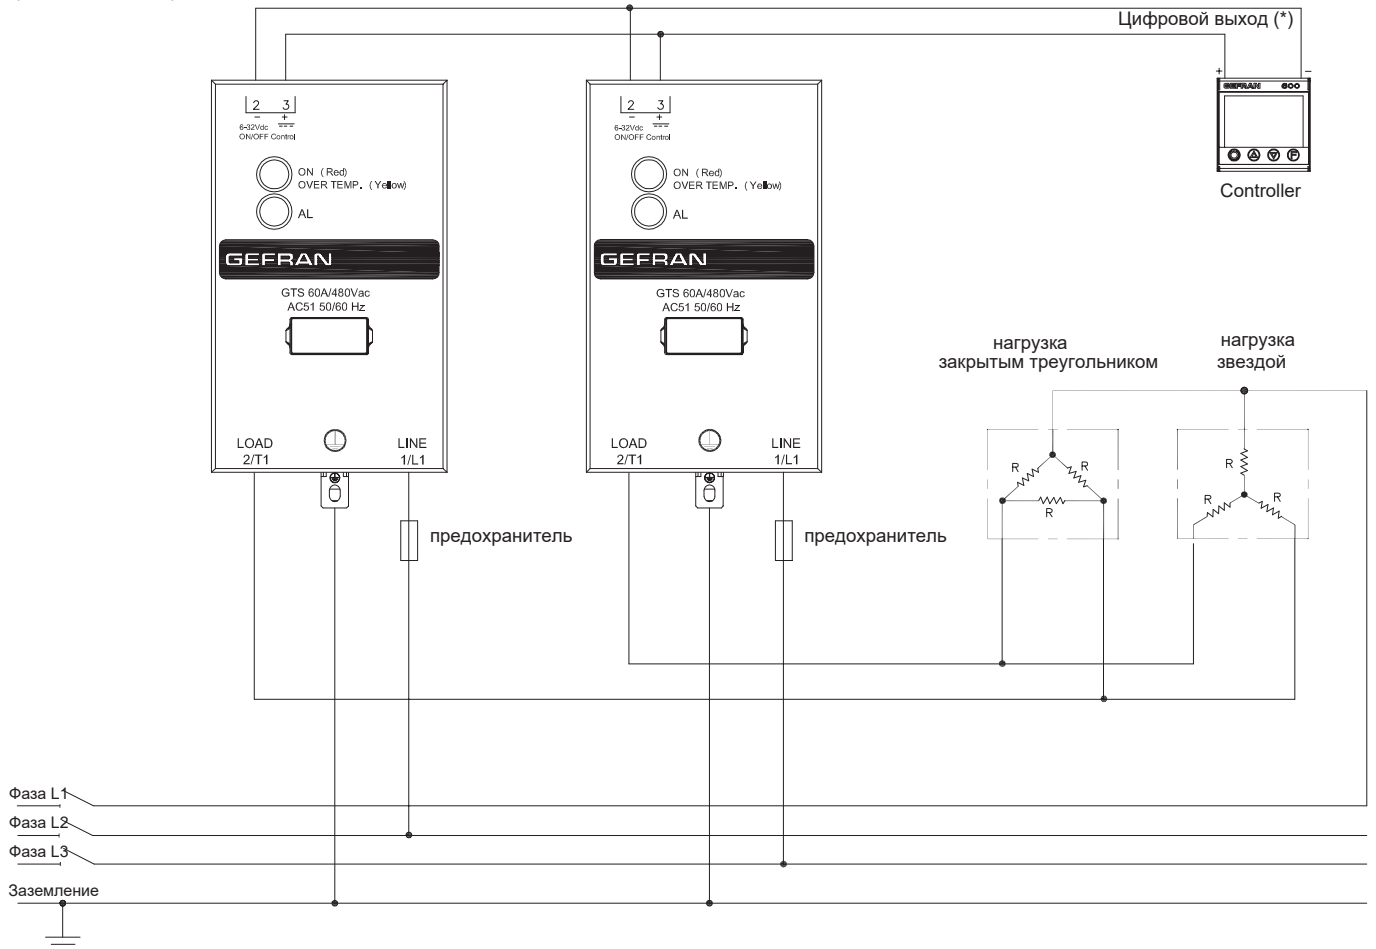 Цифровой выход (*)
+ −
GEFRAN 600
F
Controller
2 3
− +
6-32Vdc
ON/OFF Control
ON (Red)
OVER TEMP. (Yellow)
AL
GEFRAN
GTS 60A/480Vac
AC51 50/60 Hz
LOAD
2/T1
LINE
1/L1
предохранитель
2 3
− +
6-32Vdc
ON/OFF Control
ON (Red)
OVER TEMP. (Yellow)
AL
GEFRAN
GTS 60A/480Vac
AC51 50/60 Hz
LOAD
2/T1
LINE
1/L1
предохранитель
нагрузка
закрытым треугольником
R R
R
нагрузка
звездой
R
R R
Фаза L1
Фаза L2
Фаза L3
Заземление